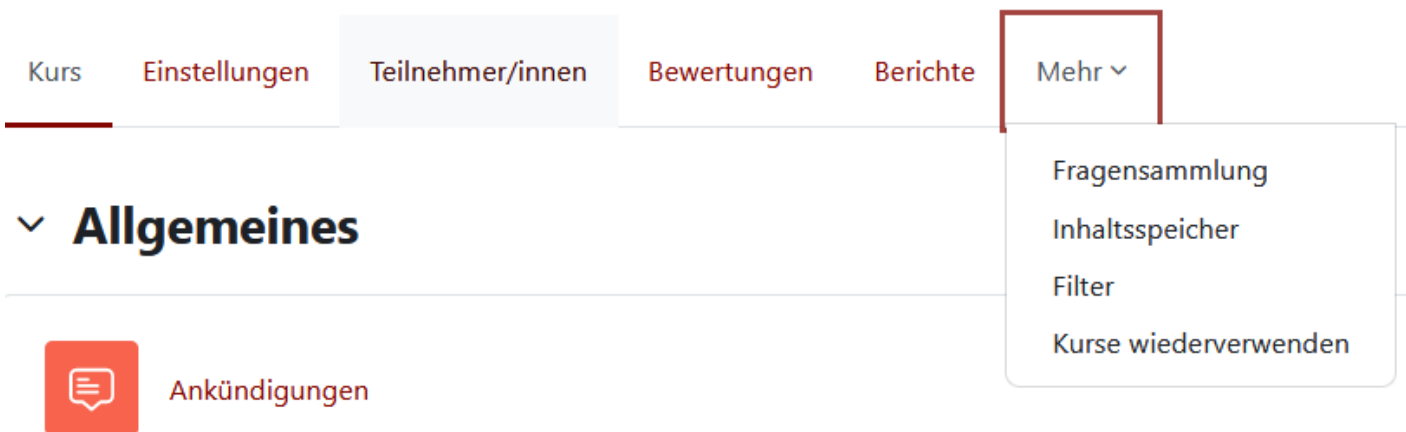 Kurs Einstellungen Teilnehmer/innen Bewertungen Berichte Mehr
Fragensammlung
Inhaltsspeicher
Filter
Kurse wiederverwenden
Allgemeines
Ankündigungen